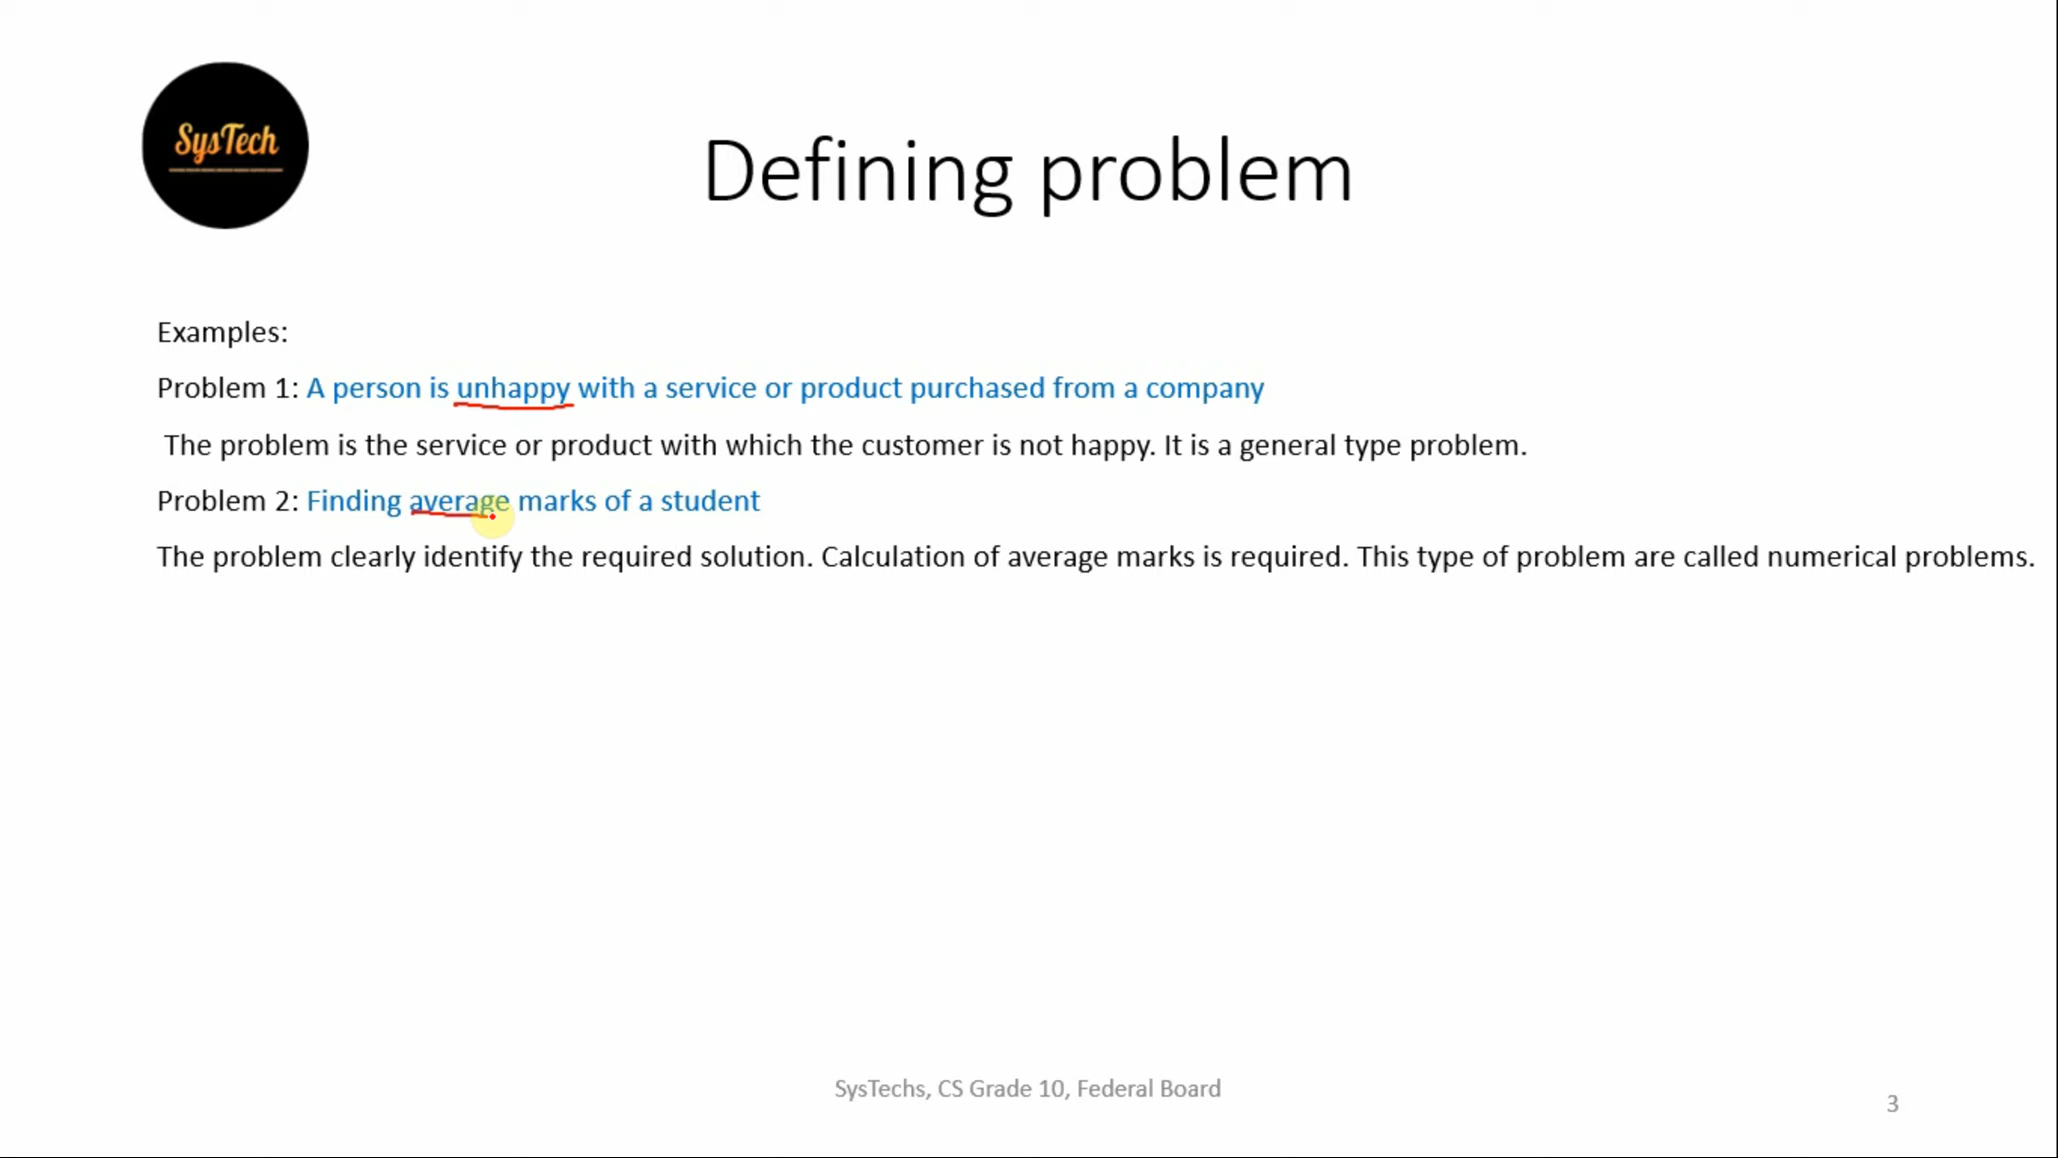 SysTech
Defining problem
Examples:
Problem 1: A person is unhappy with a service or product purchased from a company
The problem is the service or product with which the customer is not happy. It is a general type problem.
Problem 2: Finding average marks of a student
The problem clearly identify the required solution. Calculation of average marks is required. This type of problem are called numerical problems.
SysTechs, CS Grade 10, Federal Board
3